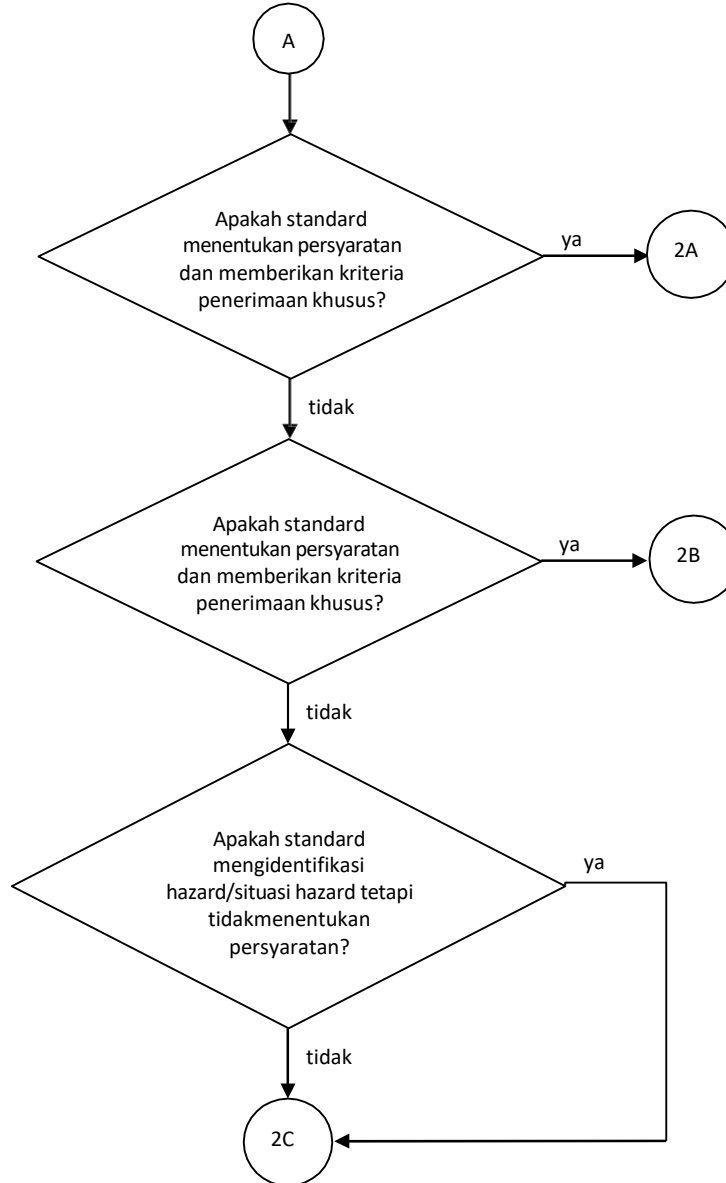 A
Apakah standard
menentukan persyaratan
dan memberikan kriteria
penerimaan khusus?
ya
2A
tidak
Apakah standard
menentukan persyaratan
dan memberikan kriteria
penerimaan khusus?
ya
2B
tidak
Apakah standard
mengidentifikasi
hazard/situasi hazard tetapi
tidakmenentukan
persyaratan?
ya
tidak
2C